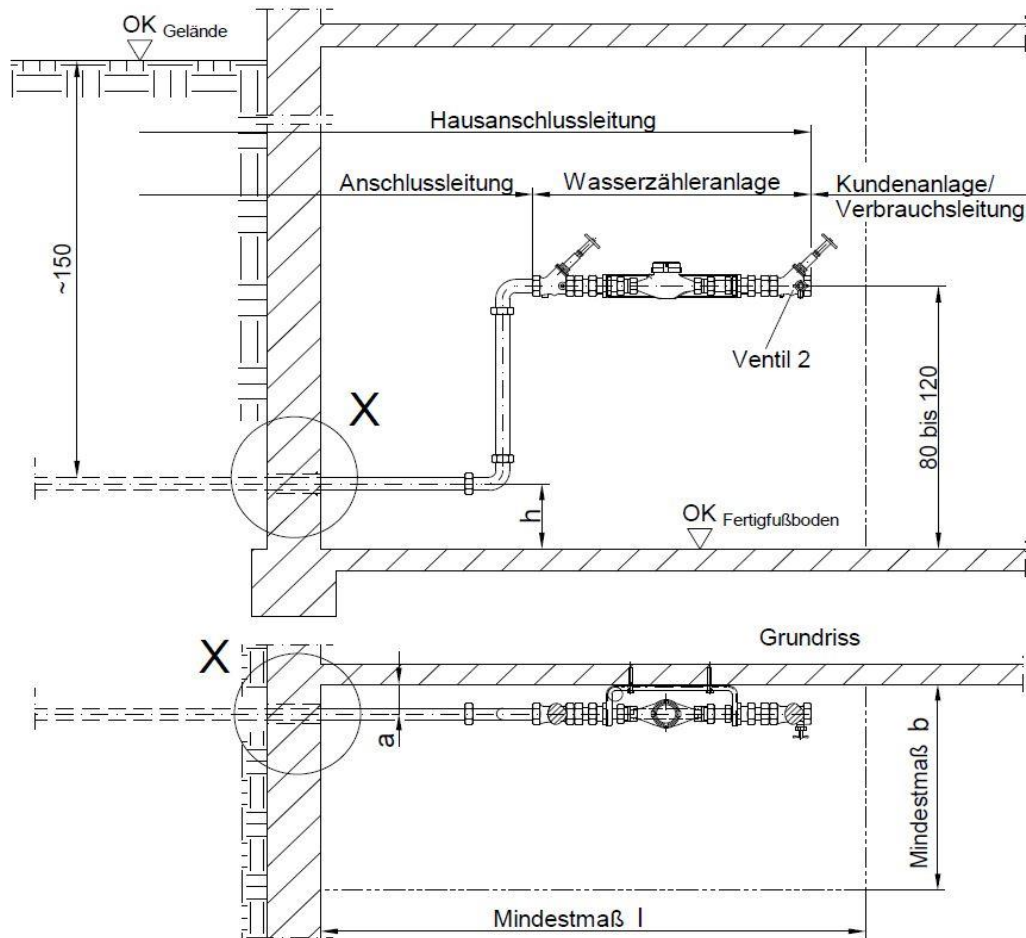 OK Gelände
Hausanschlussleitung
Anschlussleitung
Wasserzähleranlage
Kundenanlage/
Verbrauchsleitung
~150
Ventil 2
80 bis 120
X
h
OK Fertigfußboden
Grundriss
X
a
Mindestmaß b
Mindestmaß l